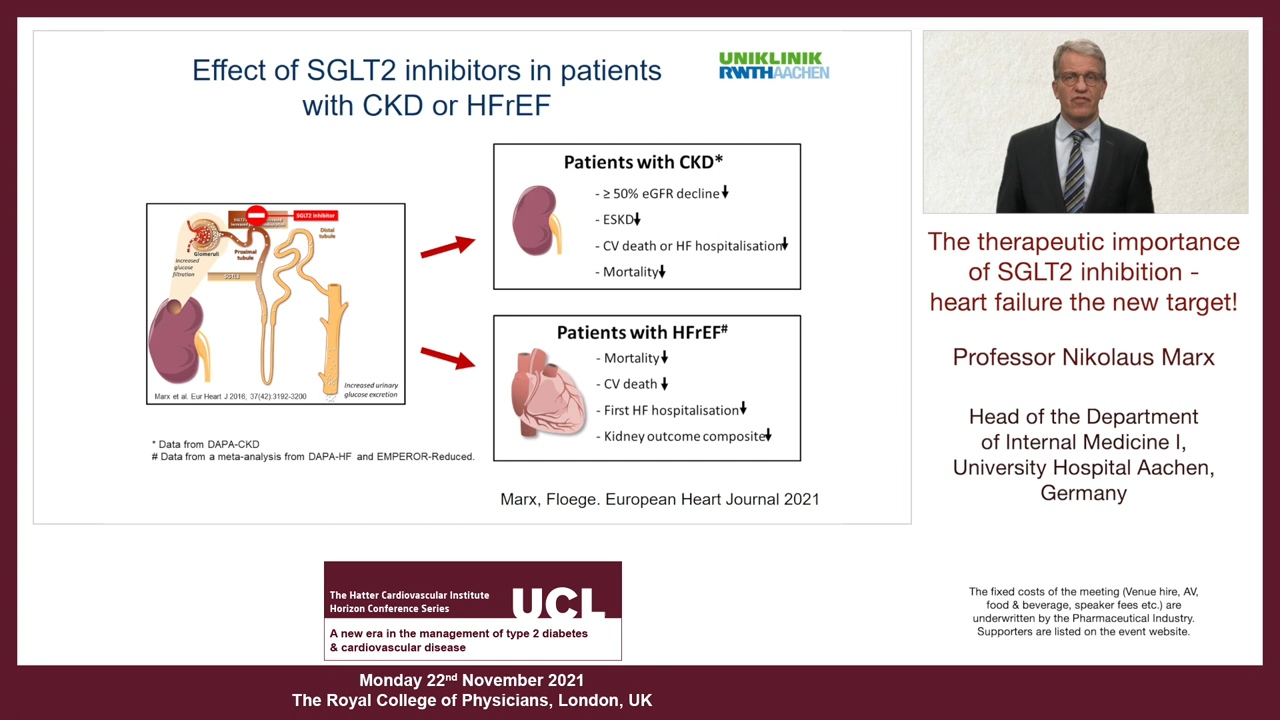 Effect of SGLT2 inhibitors in patients
with CKD or HFrEF
UNIKLINIK
RWTHAACHEN
SGLT2 inhibitor
Glomeruli
Proximal
tubule
Distal
tubule
Increased
glucose
filtration
Increased urinary
glucose excretion
Marx et al. Eur Heart J 2016, 37(42):3192-3200
* Data from DAPA-CKD
# Data from a meta-analysis from DAPA-HF and EMPEROR-Reduced.
Patients with CKD*
- ≥ 50% eGFR decline
- ESKD
- CV death or HF hospitalisation
- Mortality
Patients with HFrEF#
- Mortality
- CV death
- First HF hospitalisation
- Kidney outcome composite
Marx, Floege. European Heart Journal 2021
The therapeutic importance
of SGLT2 inhibition -
heart failure the new target!
Professor Nikolaus Marx
Head of the Department
of Internal Medicine I,
University Hospital Aachen,
Germany
The fixed costs of the meeting (Venue hire, AV,
food & beverage, speaker fees etc.) are
underwritten by the Pharmaceutical Industry.
Supporters are listed on the event website.
The Hatter Cardiovascular Institute
Horizon Conference Series
UCL
A new era in the management of type 2 diabetes
& cardiovascular disease
Monday 22nd November 2021
The Royal College of Physicians, London, UK